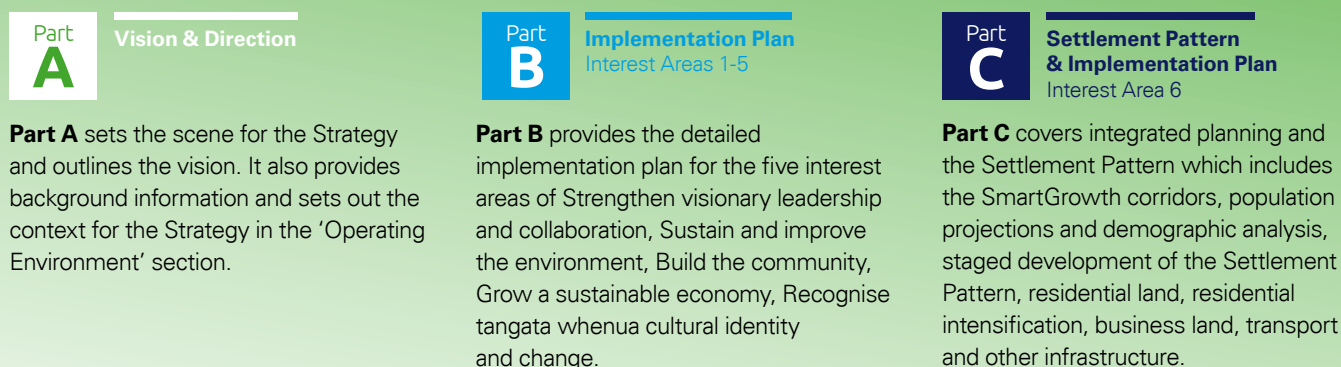 Part
A
Vision & Direction
Part A sets the scene for the Strategy
and outlines the vision. It also provides
background information and sets out the
context for the Strategy in the ‘Operating
Environment’ section.
Part
B
Implementation Plan
Interest Areas 1-5
Part B provides the detailed
implementation plan for the five interest
areas of Strengthen visionary leadership
and collaboration, Sustain and improve
the environment, Build the community,
Grow a sustainable economy, Recognise
tangata whenua cultural identity
and change.
Part
C
Settlement Pattern
& Implementation Plan
Interest Area 6
Part C covers integrated planning and
the Settlement Pattern which includes
the SmartGrowth corridors, population
projections and demographic analysis,
staged development of the Settlement
Pattern, residential land, residential
intensification, business land, transport
and other infrastructure.